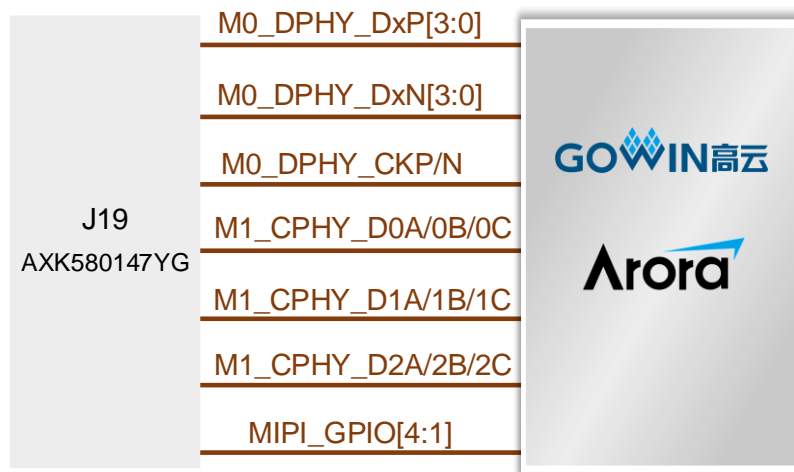 M0_DPHY_DxP[3:0]
M0_DPHY_DxN[3:0]
M0_DPHY_CKP/N
M1_CPHY_D0A/0B/0C
M1_CPHY_D1A/1B/1C
M1_CPHY_D2A/2B/2C
MIPI_GPIO[4:1]
J19
AXK580147YG
GOWIN高云
Arora